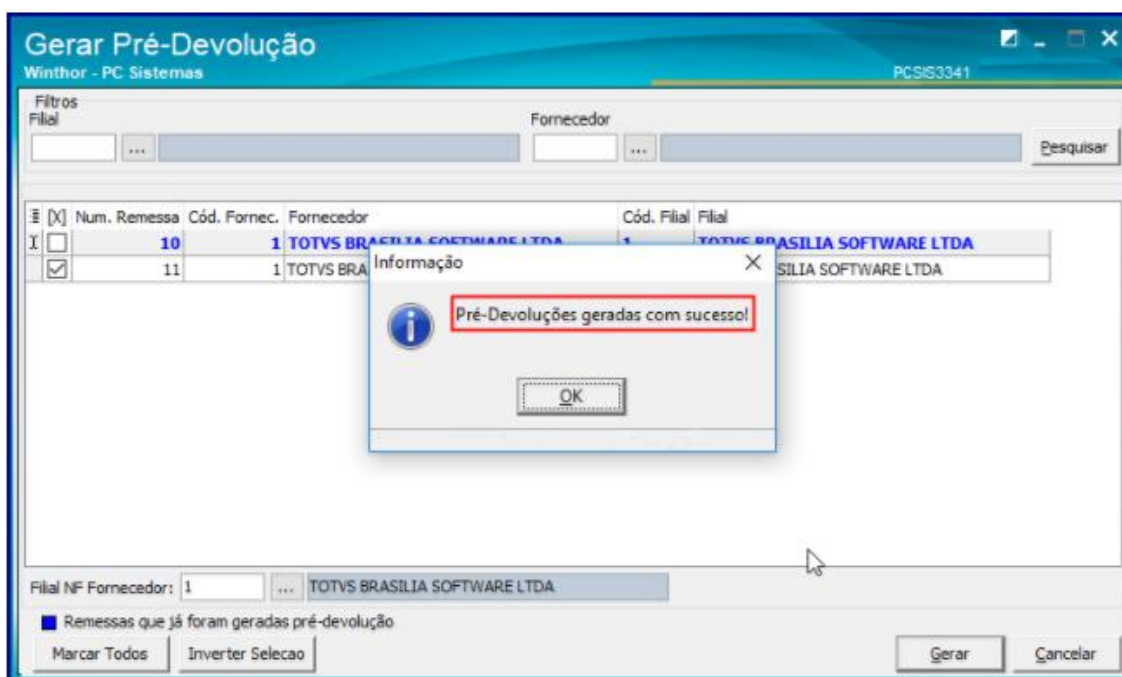 Gerar Pré-Devolução
Winthor - PC Sistemas
PCSIS3341
Filtros
Filial
Fornecedor
...
...
Pesquisar
[X] Num. Remessa Cód. Fornec. Fornecedor Cód. Filial Filial
10 1 TOTVS BRASILIA SOFTWARE LTDA 1 TOTVS BRASILIA SOFTWARE LTDA
11 1 TOTVS BRA SILIA SOFTWARE LTDA
Informação
Pré-Devoluções geradas com sucesso!
OK
Filial NF Fornecedor: 1 ... TOTVS BRASILIA SOFTWARE LTDA
Remessas que já foram geradas pré-devolução
Marcar Todos Inverter Selecao Gerar Cancelar